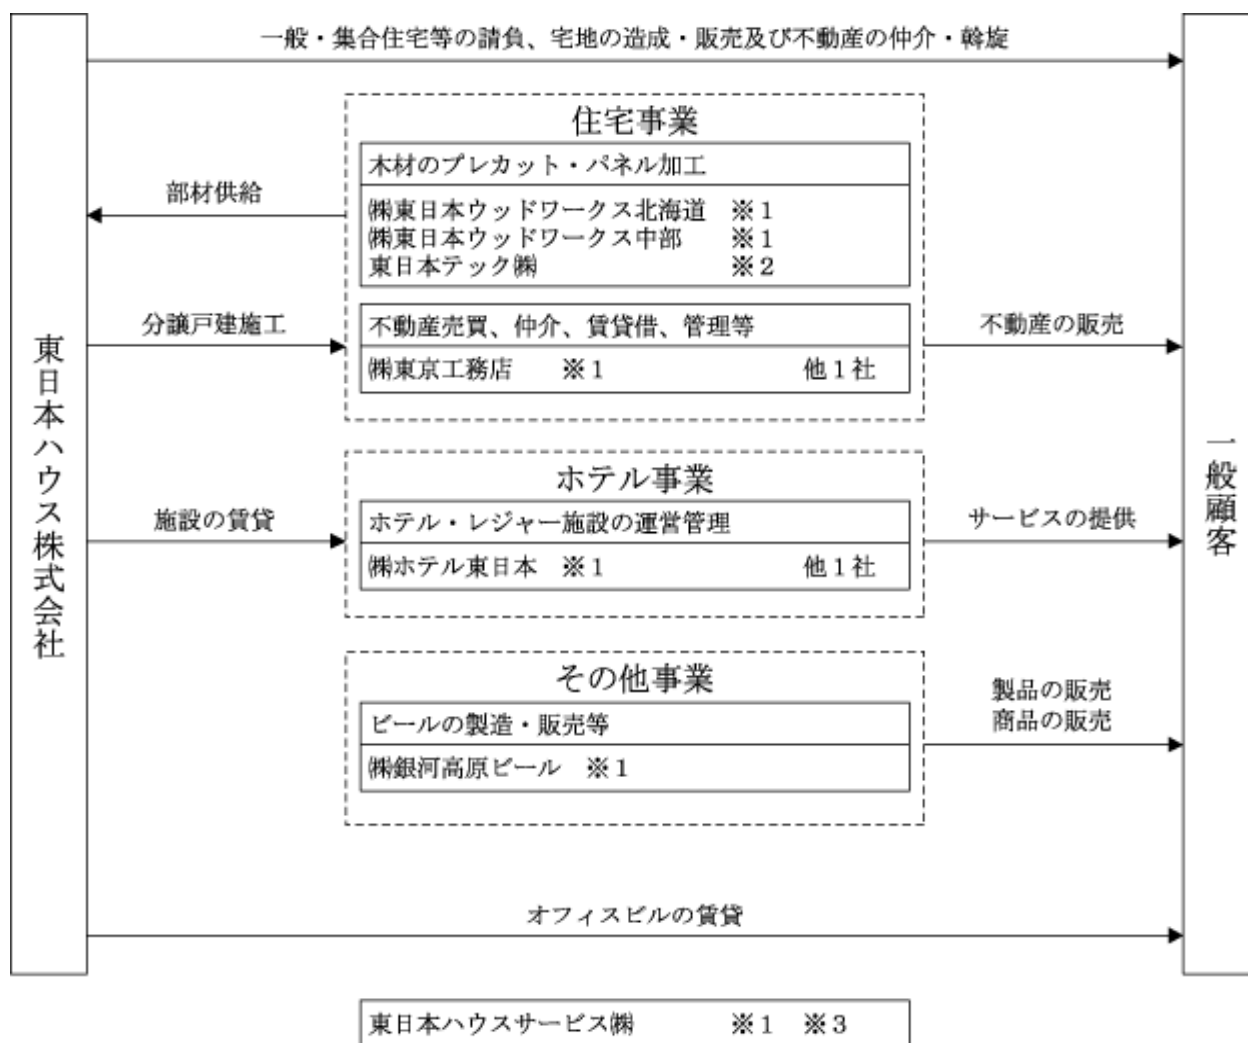 一般・集合住宅等の請負、宅地の造成・販売及び不動産の仲介・斡旋
東日本ハウス株式会社
住宅事業
木材のプレカット・パネル加工
部材供給
㈱東日本ウッドワークス北海道 ※1
㈱東日本ウッドワークス中部 ※1
東日本テック㈱ ※2
分譲戸建施工
不動産売買、仲介、賃貸借、管理等
不動産の販売
㈱東京工務店 ※1 他1社
一般顧客
ホテル事業
施設の賃貸
ホテル・レジャー施設の運営管理
サービスの提供
㈱ホテル東日本 ※1 他1社
その他事業
ビールの製造・販売等
製品の販売
商品の販売
㈱銀河高原ビール ※1
オフィスビルの賃貸
東日本ハウスサービス㈱ ※1 ※3